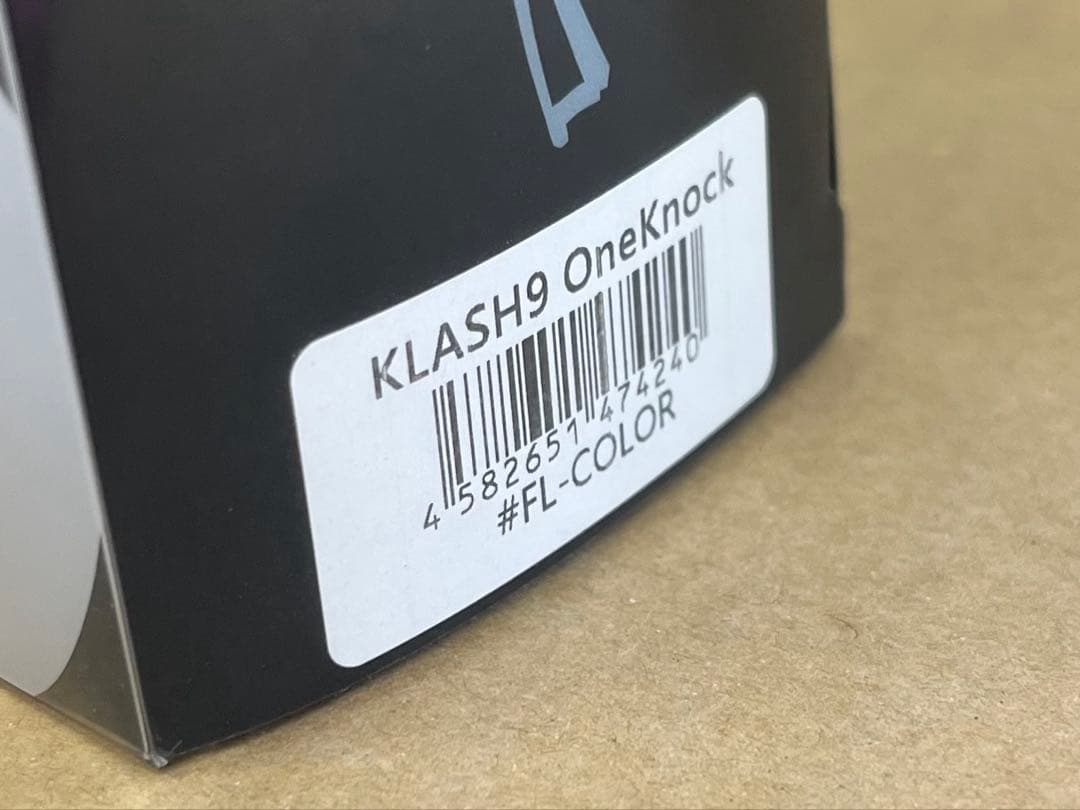 KLASH9 OneKnock
4 582651 474240
#FL-COLOR